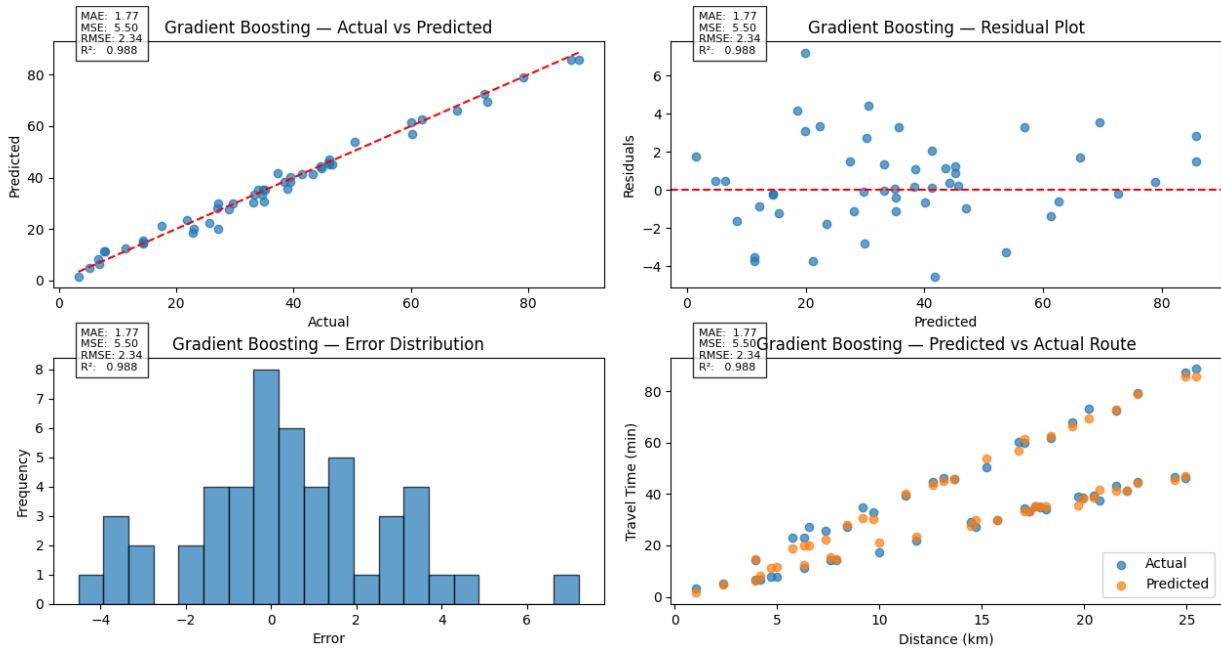 MAE:  1.77
MSE:  5.50
RMSE: 2.34
R²:   0.988
Gradient Boosting — Actual vs Predicted
Predicted
80
60
40
20
0
0 20 40 60 80
Actual
MAE:  1.77
MSE:  5.50
RMSE: 2.34
R²:   0.988
Gradient Boosting — Residual Plot
Residuals
6
4
2
0
−2
−4
0 20 40 60 80
Predicted
MAE:  1.77
MSE:  5.50
RMSE: 2.34
R²:   0.988
Gradient Boosting — Error Distribution
Frequency
8
7
6
5
4
3
2
1
0
−4 −2 0 2 4 6
Error
MAE:  1.77
MSE:  5.50
RMSE: 2.34
R²:   0.988
Gradient Boosting — Predicted vs Actual Route
Travel Time (min)
80
60
40
20
0
Actual
Predicted
0 5 10 15 20 25
Distance (km)